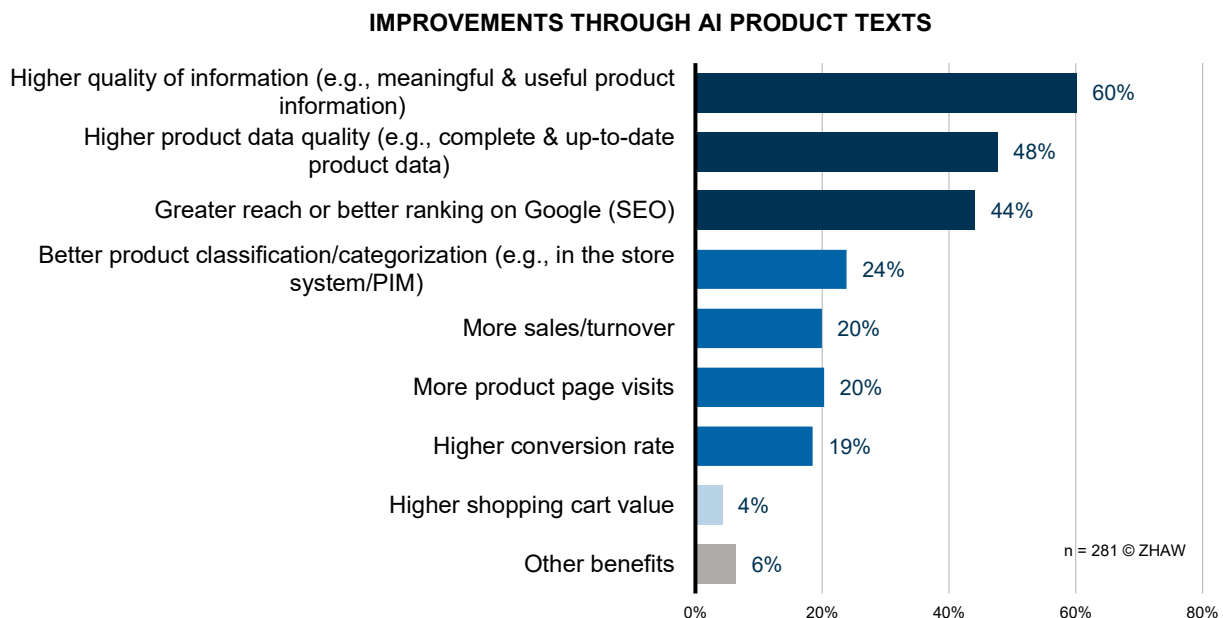 IMPROVEMENTS THROUGH AI PRODUCT TEXTS
Higher quality of information (e.g., meaningful & useful product
information)
60%
Higher product data quality (e.g., complete & up-to-date
product data)
48%
Greater reach or better ranking on Google (SEO)
44%
Better product classification/categorization (e.g., in the store
system/PIM)
24%
More sales/turnover
20%
More product page visits
20%
Higher conversion rate
19%
Higher shopping cart value
4%
Other benefits
6%
n = 281 © ZHAW
0% 20% 40% 60% 80%